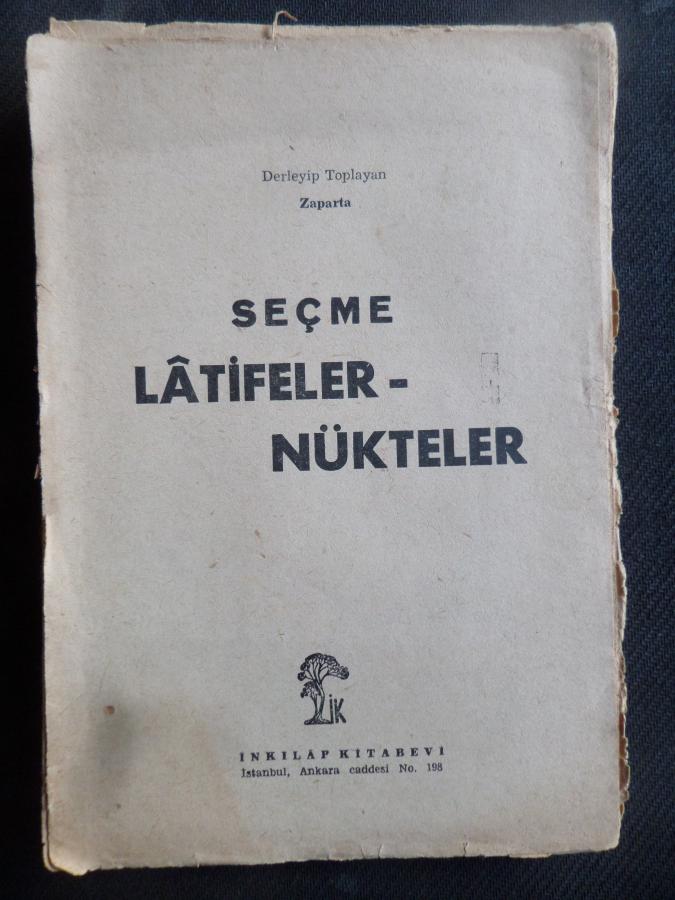 Derleyip Toplayan
Zaparta
SEÇME
LÂTİFELER -
NÜKTELER
İK
İNKILÂP KİTABEVİ
İstanbul, Ankara caddesi No. 198